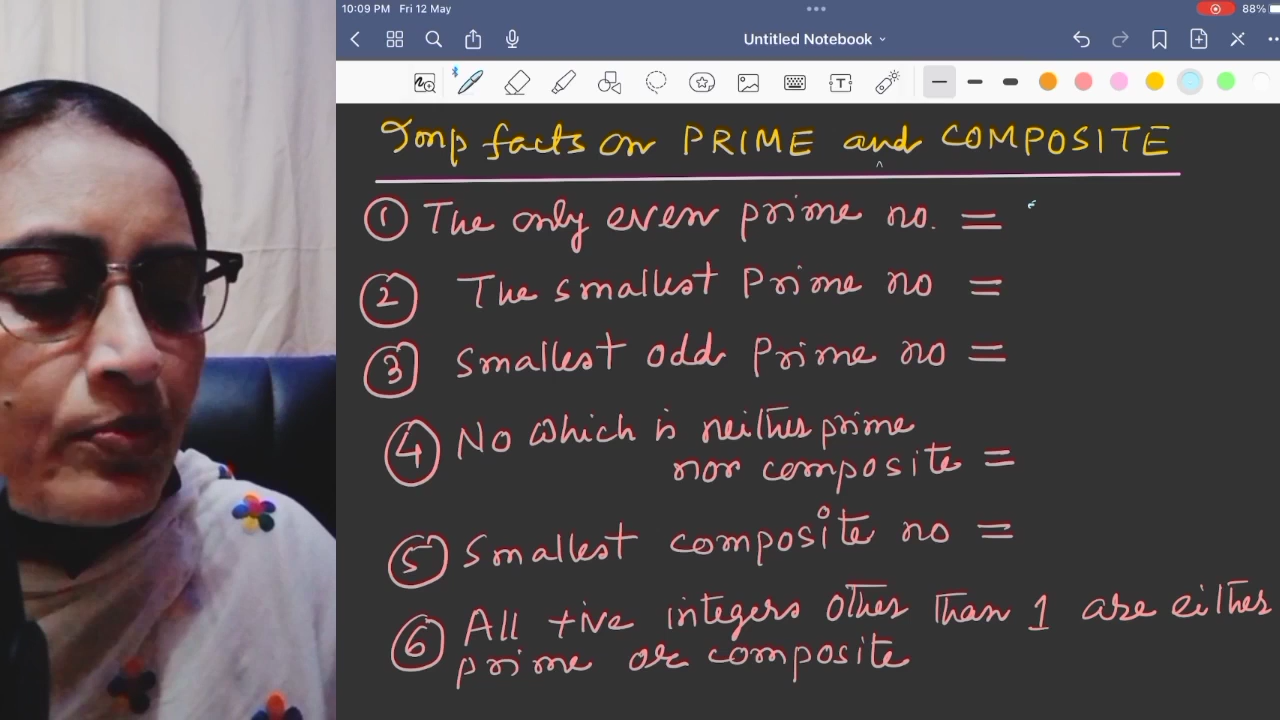 10:09 PM Fri 12 May
88%
Untitled Notebook
Imp facts on PRIME and COMPOSITE
① The only even prime no. =
② The smallest Prime no =
③ Smallest odd Prime no =
④ No which is neither prime
nor composite =
⑤ Smallest composite no =
⑥ All +ive integers other than 1 are either
prime or composite